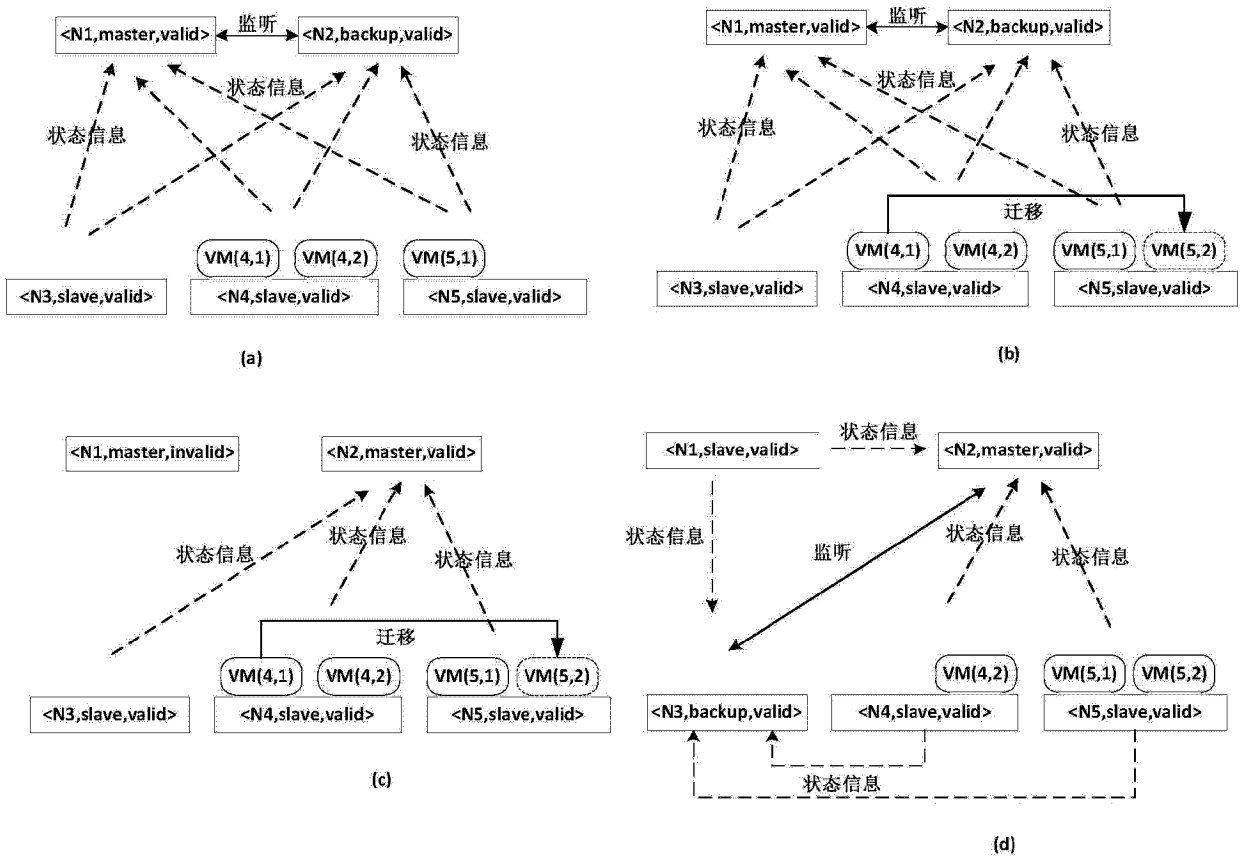 监听
<N1,master,valid>
<N2,backup,valid>
状态信息
状态信息
状态信息
VM(4,1)
VM(4,2)
VM(5,1)
<N3,slave,valid>
<N4,slave,valid>
<N5,slave,valid>
(a)
监听
<N1,master,valid>
<N2,backup,valid>
状态信息
状态信息
状态信息
迁移
VM(4,1)
VM(4,2)
VM(5,1)
VM(5,2)
<N3,slave,valid>
<N4,slave,valid>
<N5,slave,valid>
(b)
<N1,master,invalid>
<N2,master,valid>
状态信息
状态信息
状态信息
迁移
VM(4,1)
VM(4,2)
VM(5,1)
VM(5,2)
<N3,slave,valid>
<N4,slave,valid>
<N5,slave,valid>
(c)
状态信息
<N1,slave,valid>
<N2,master,valid>
状态信息
监听
状态信息
状态信息
VM(4,2)
VM(5,1)
VM(5,2)
<N3,backup,valid>
<N4,slave,valid>
<N5,slave,valid>
状态信息
(d)